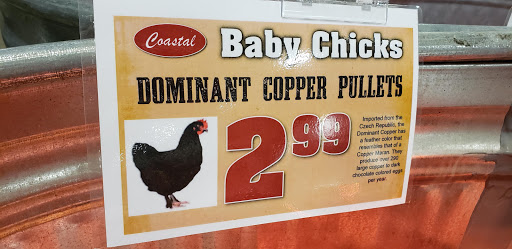 Coastal
Baby Chicks
DOMINANT COPPER PULLETS
2.99
Imported from the
Czech Republic, the
Dominant Copper has
a feather color that
resembles that of a
Copper Maran. They
produce over 290
large copper to dark
chocolate colored eggs
per year.